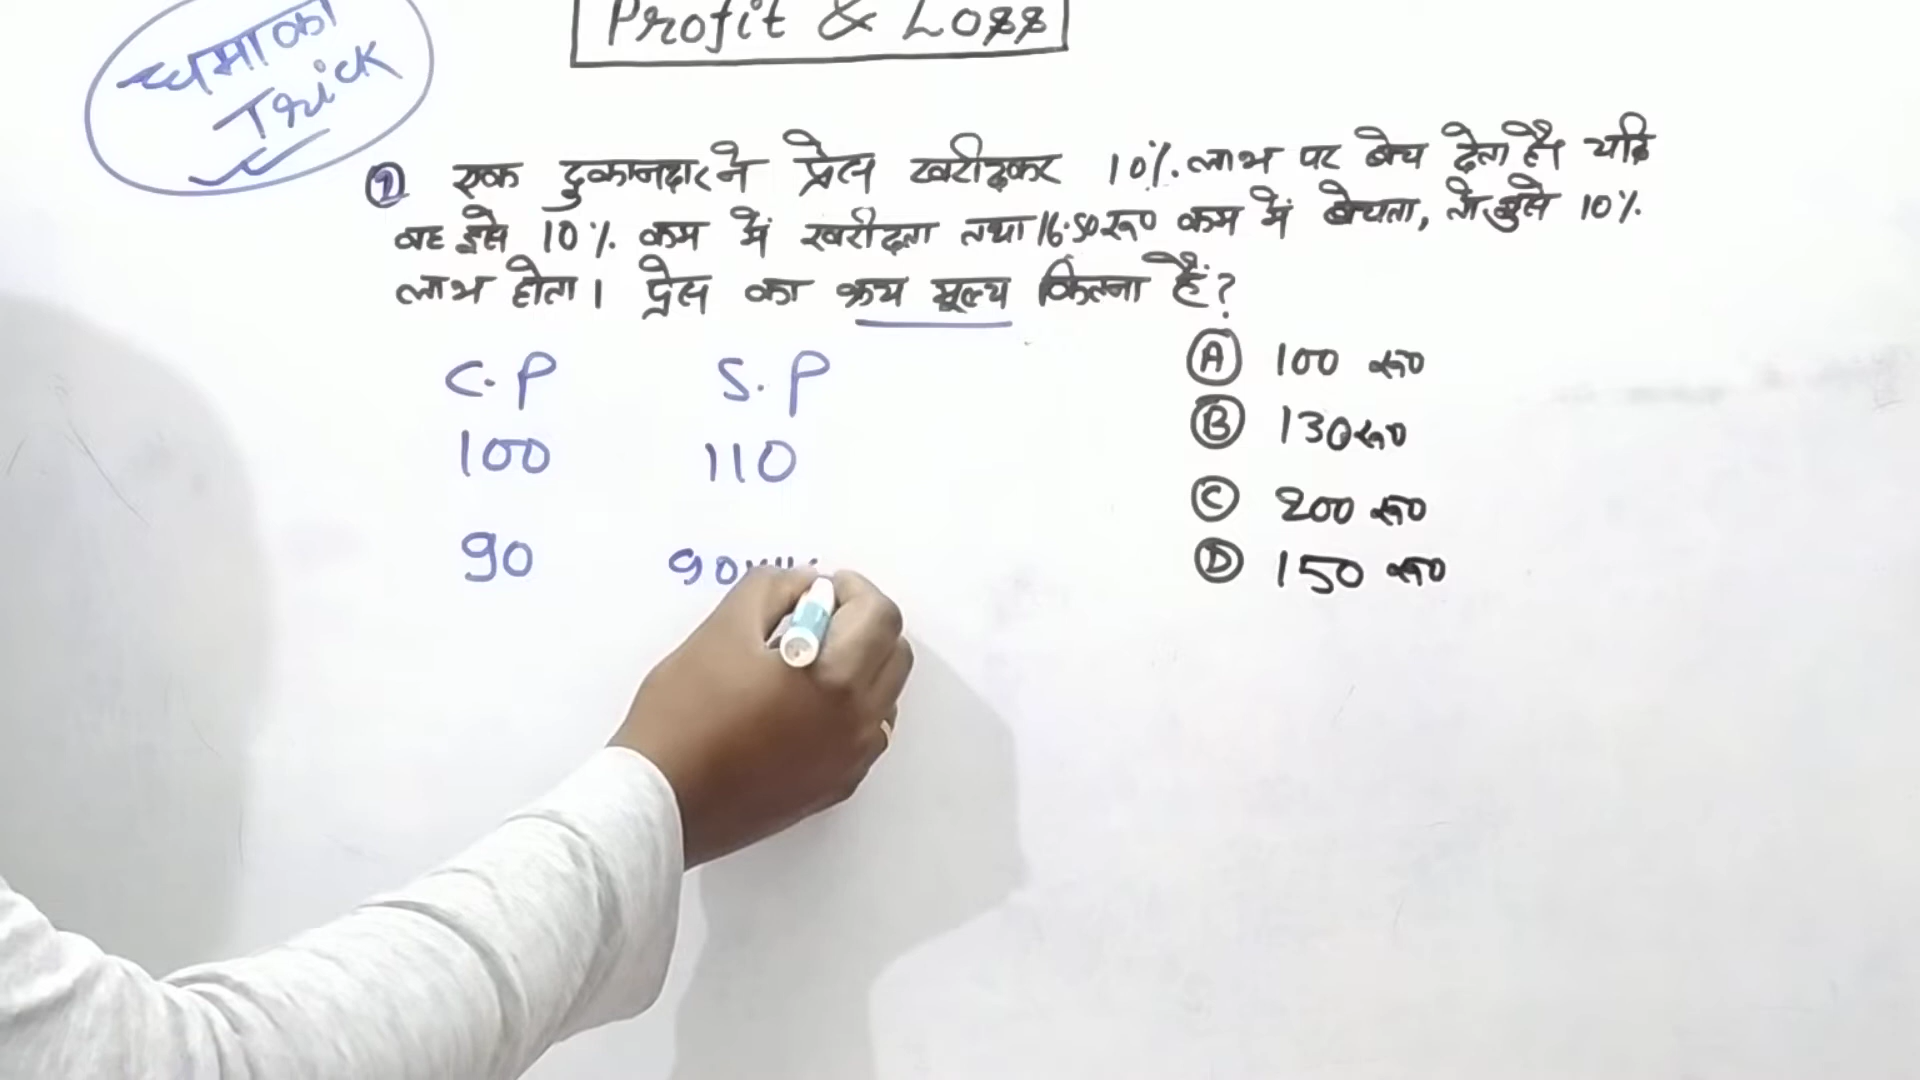 Profit & Loss
धमाका
Trick
① एक दुकानदार ने प्रेस खरीदकर 10%. लाभ पर बेच देता है। यदि
वह इसे 10%. कम में खरीदता तथा 16.50 रू० कम में बेचता, तो उसे 10%.
लाभ होता। प्रेस का क्रय मूल्य कितना है?
C.P S.P
100 110
90 90
Ⓐ 100 रू०
Ⓑ 130 रू०
Ⓒ 200 रू०
Ⓓ 150 रू०